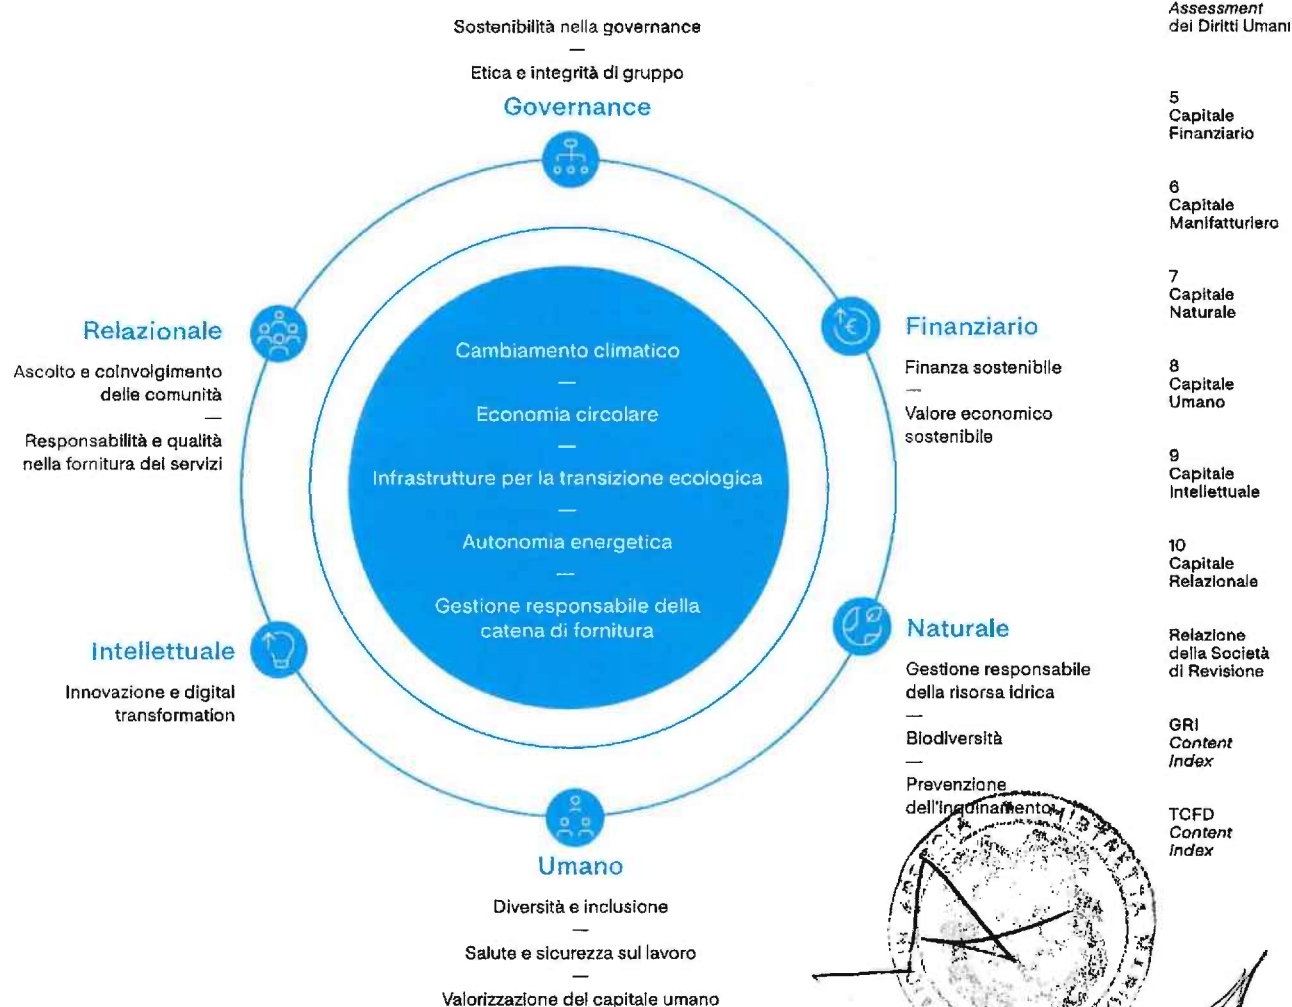 Sostenibilità nella governance
—
Etica e integrità di gruppo
Governance
Relazionale
Ascolto e coinvolgimento
delle comunità
—
Responsabilità e qualità
nella fornitura dei servizi
Cambiamento climatico
—
Economia circolare
—
Infrastrutture per la transizione ecologica
—
Autonomia energetica
—
Gestione responsabile della
catena di fornitura
Finanziario
Finanza sostenibile
—
Valore economico
sostenibile
Intellettuale
Innovazione e digital
transformation
Naturale
Gestione responsabile
della risorsa idrica
—
Biodiversità
—
Prevenzione
dell'inquinamento
Umano
Diversità e inclusione
—
Salute e sicurezza sul lavoro
—
Valorizzazione del capitale umano
Assessment
dei Diritti Umani
5
Capitale
Finanziario
6
Capitale
Manifatturiero
7
Capitale
Naturale
8
Capitale
Umano
9
Capitale
Intellettuale
10
Capitale
Relazionale
Relazione
della Società
di Revisione
GRI
Content
Index
TCFD
Content
Index